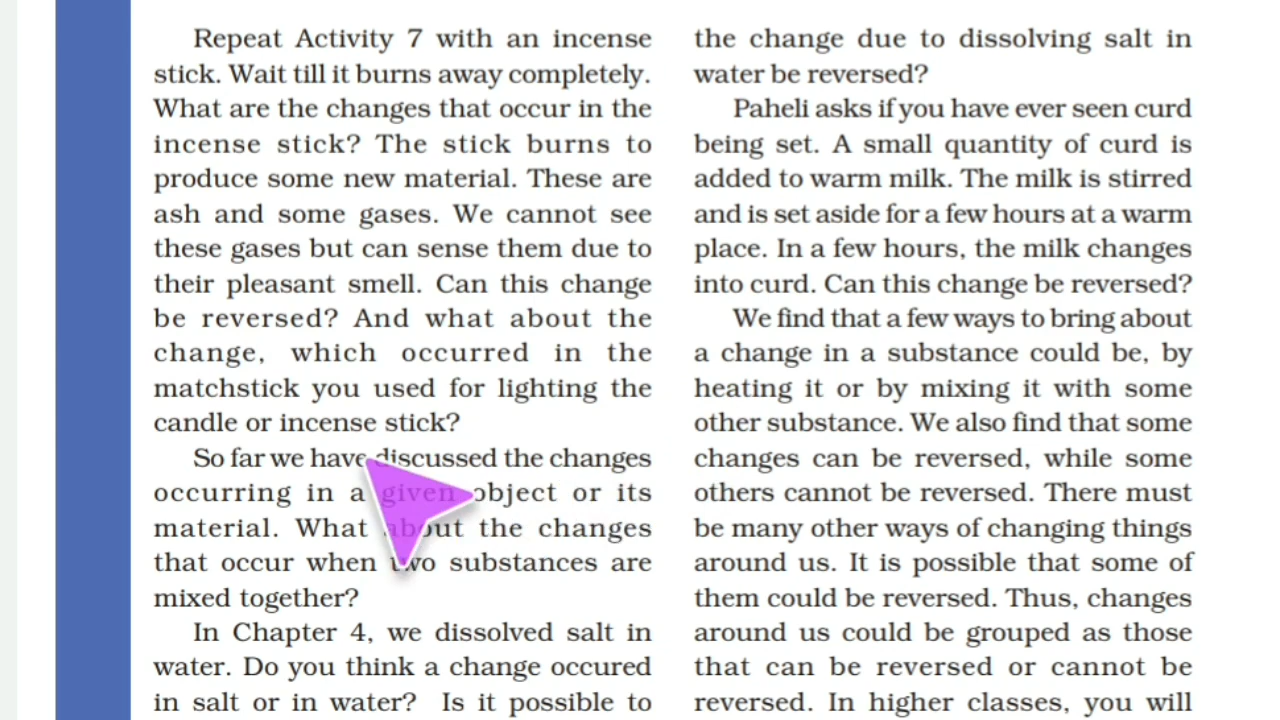 Repeat Activity 7 with an incense
stick. Wait till it burns away completely.
What are the changes that occur in the
incense stick? The stick burns to
produce some new material. These are
ash and some gases. We cannot see
these gases but can sense them due to
their pleasant smell. Can this change
be reversed? And what about the
change, which occurred in the
matchstick you used for lighting the
candle or incense stick?
So far we have discussed the changes
occurring in a given object or its
material. What about the changes
that occur when two substances are
mixed together?
In Chapter 4, we dissolved salt in
water. Do you think a change occured
in salt or in water? Is it possible to
the change due to dissolving salt in
water be reversed?
Paheli asks if you have ever seen curd
being set. A small quantity of curd is
added to warm milk. The milk is stirred
and is set aside for a few hours at a warm
place. In a few hours, the milk changes
into curd. Can this change be reversed?
We find that a few ways to bring about
a change in a substance could be, by
heating it or by mixing it with some
other substance. We also find that some
changes can be reversed, while some
others cannot be reversed. There must
be many other ways of changing things
around us. It is possible that some of
them could be reversed. Thus, changes
around us could be grouped as those
that can be reversed or cannot be
reversed. In higher classes, you will